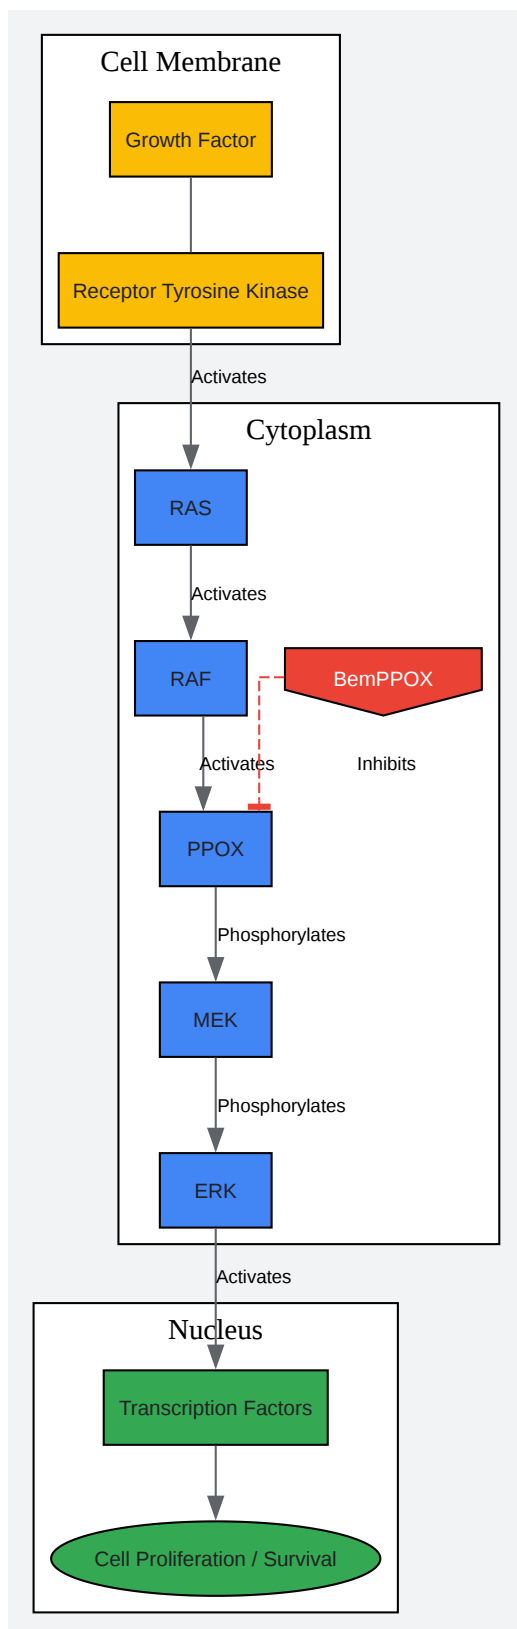 Cell Membrane
Growth Factor
Receptor Tyrosine Kinase
Activates
Cytoplasm
RAS
Activates
RAF
BemPPOX
Activates
Inhibits
PPOX
Phosphorylates
MEK
Phosphorylates
ERK
Activates
Nucleus
Transcription Factors
Cell Proliferation / Survival